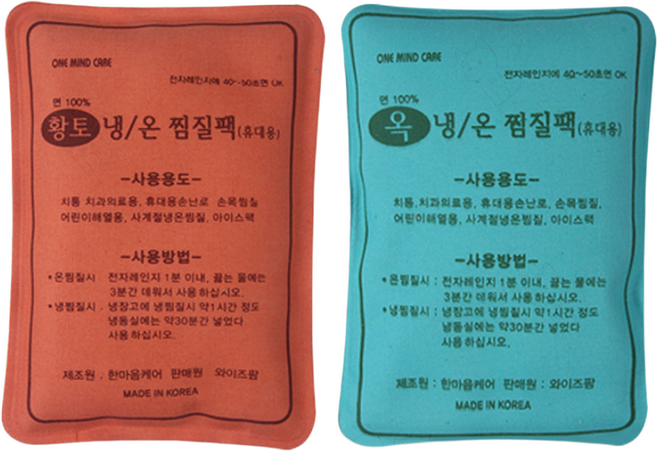 ONE MIND CARE
전자레인지에 40~50초면 OK
면 100%
황토 냉/온 찜질팩(휴대용)
-사용용도-
치통 치과의료용, 휴대용손난로 손목찜질
어린이해열용, 사계절냉온찜질, 아이스팩
-사용방법-
*온찜질시 전자레인지 1분 이내, 끓는 물에는
3분간 데워서 사용하십시오.
*냉찜질시 : 냉장고에 냉찜질시 약1시간 정도
냉동실에는 약30분간 넣었다
사용하십시오.
제조원 . 한마음케어 판매원 와이즈팜
MADE IN KOREA
ONE MIND CARE
전자레인지에 40~50초면 OK
면 100%
옥 냉/온 찜질팩(휴대용)
-사용용도-
치통, 치과의료용, 휴대용손난로, 손목찜질,
어린이해열용, 사계절냉온찜질, 아이스팩
-사용방법-
*온찜질시 : 전자레인지 1분 이내, 끓는 물에는
3분간 데워서 사용하십시오.
*냉찜질시 : 냉장고에 냉찜질시 약1시간 정도
냉동실에는 약30분간 넣었다
사용하십시오.
제조원 : 한마음케어 판매원 : 와이즈팜
MADE IN KOREA